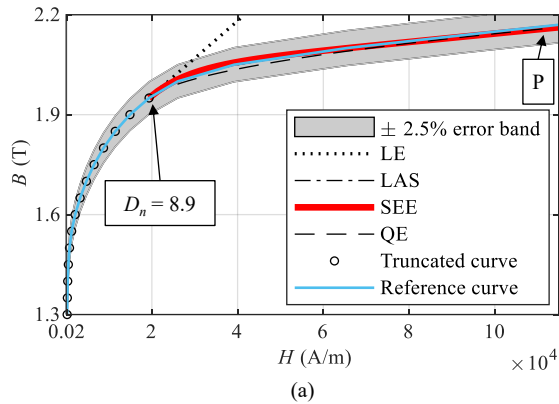 2.2
1.9
1.6
1.3
B (T)
P
D_n = 8.9
± 2.5% error band
LE
LAS
SEE
QE
Truncated curve
Reference curve
0.02 2 4 6 8 10
H (A/m)
× 10^4
(a)